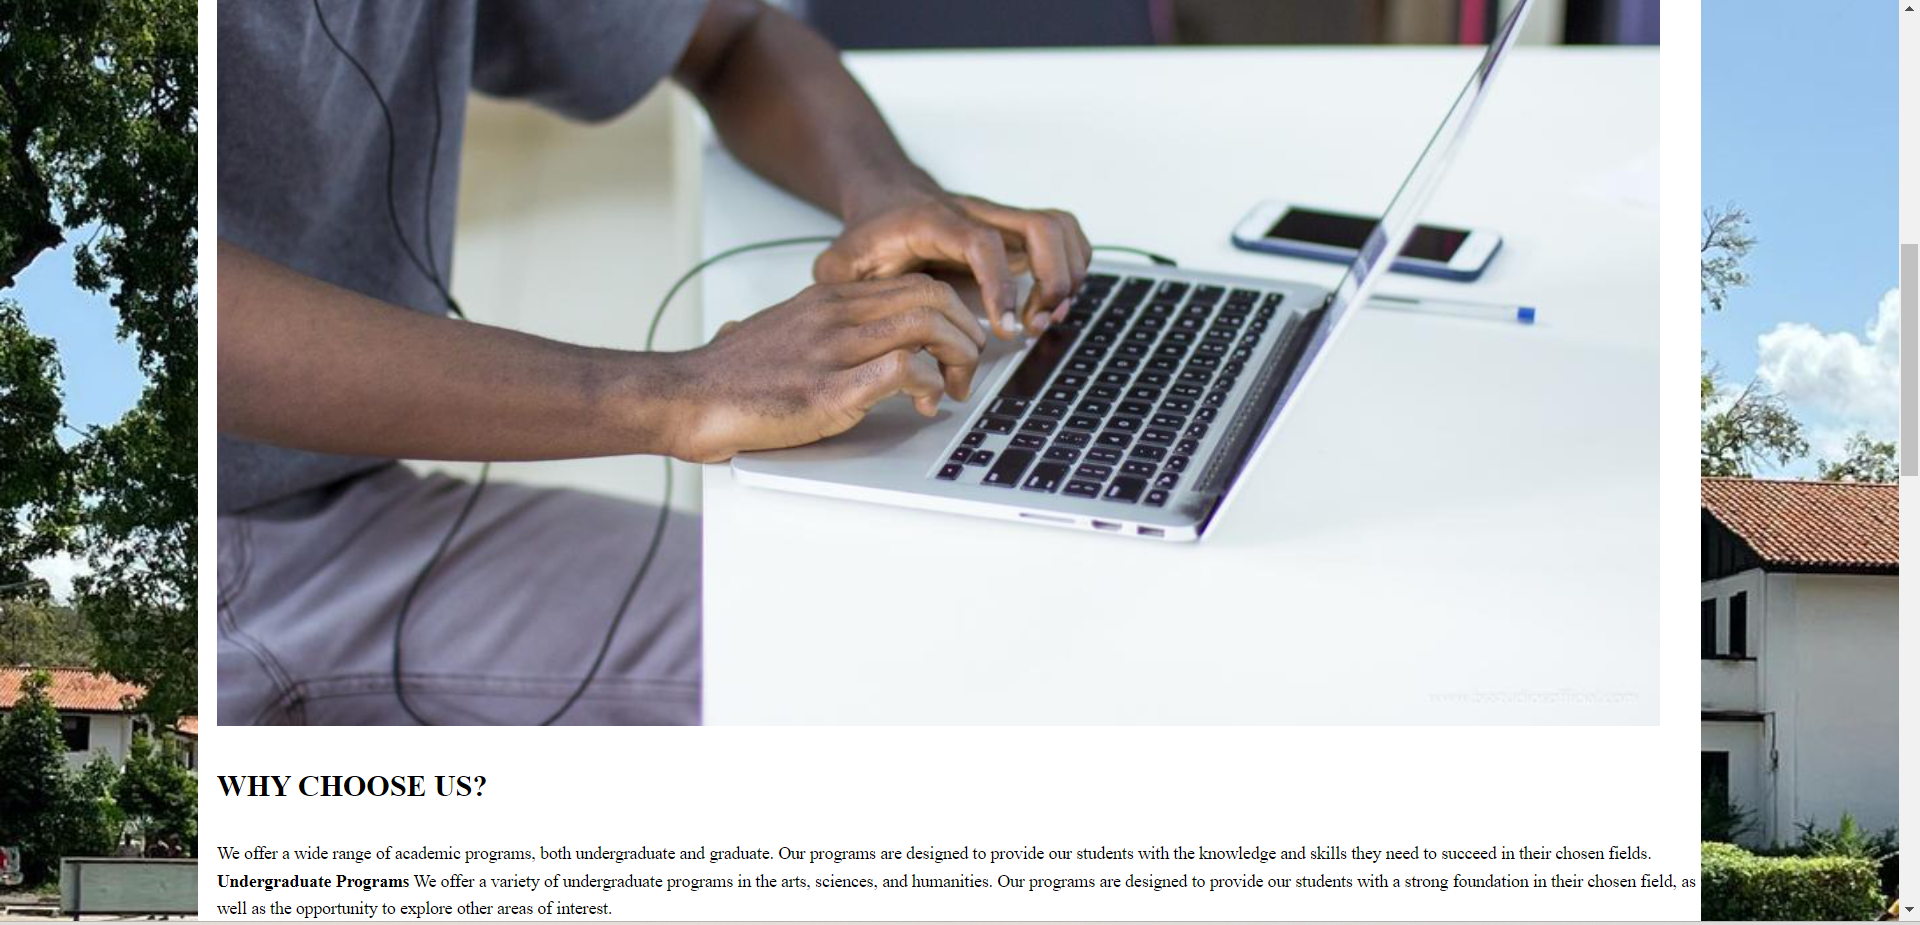 WHY CHOOSE US?
We offer a wide range of academic programs, both undergraduate and graduate. Our programs are designed to provide our students with the knowledge and skills they need to succeed in their chosen fields.
Undergraduate Programs We offer a variety of undergraduate programs in the arts, sciences, and humanities. Our programs are designed to provide our students with a strong foundation in their chosen field, as
well as the opportunity to explore other areas of interest.